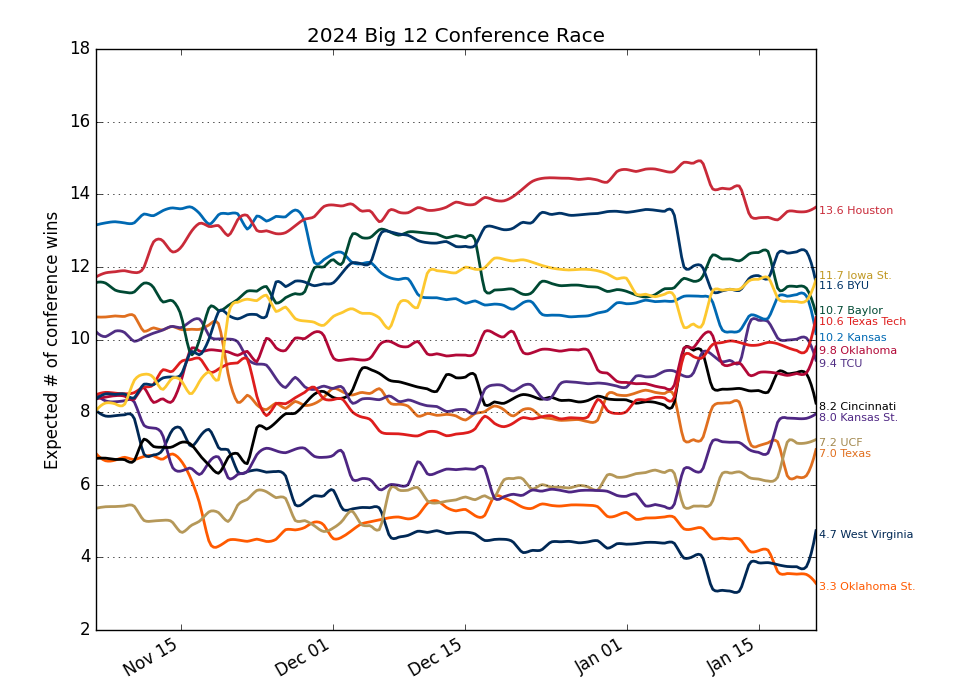 2024 Big 12 Conference Race
Expected # of conference wins
18
16
14
12
10
8
6
4
2
Nov 15
Dec 01
Dec 15
Jan 01
Jan 15
13.6 Houston
11.7 Iowa St.
11.6 BYU
10.7 Baylor
10.6 Texas Tech
10.2 Kansas
9.8 Oklahoma
9.4 TCU
8.2 Cincinnati
8.0 Kansas St.
7.2 UCF
7.0 Texas
4.7 West Virginia
3.3 Oklahoma St.